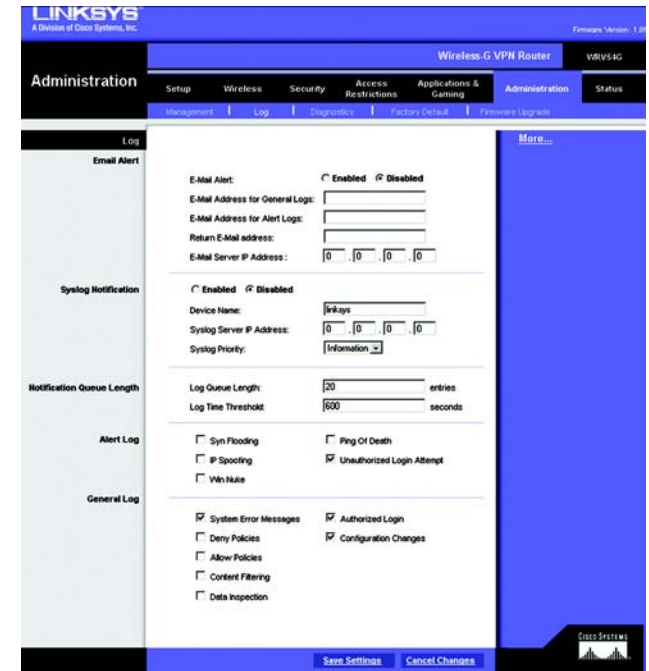 LINKSYS
A Division of Cisco Systems, Inc.
Firmware Version: 1.05
Wireless-G VPN Router WRV54G
Administration
Setup Wireless Security Access Restrictions Applications & Gaming Administration Status
Management Log Diagnostics Factory Default Firmware Upgrade
Log
More...
Email Alert
E-Mail Alert: Enabled Disabled
E-Mail Address for General Logs:
E-Mail Address for Alert Logs:
Return E-Mail address:
E-Mail Server IP Address : 0 . 0 . 0 . 0
Syslog Notification Enabled Disabled
Device Name: linksys
Syslog Server IP Address: 0 . 0 . 0 . 0
Syslog Priority: Information
Notification Queue Length Log Queue Length: 20 entries
Log Time Threshold: 600 seconds
Alert Log Syn Flooding Ping Of Death
IP Spoofing Unauthorized Login Attempt
Win Nuke
General Log
System Error Messages Authorized Login
Deny Policies Configuration Changes
Allow Policies
Content Filtering
Data Inspection
CISCO SYSTEMS
Save Settings Cancel Changes